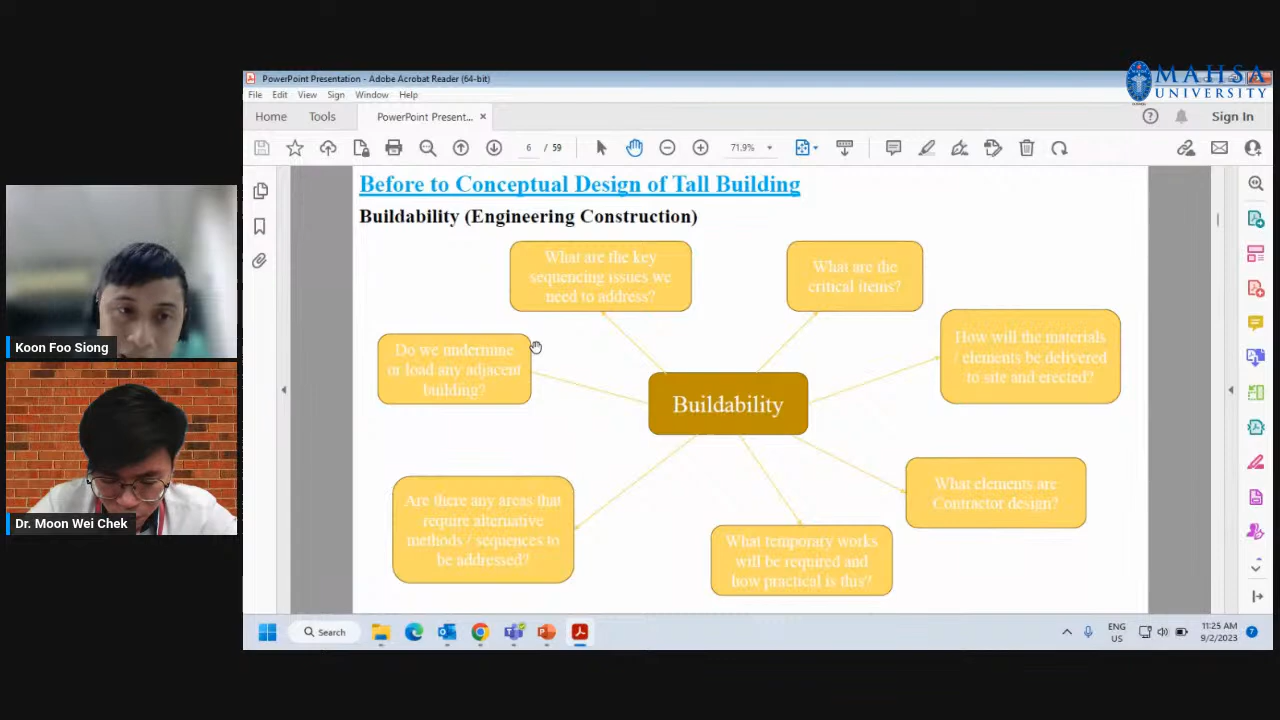 MAHSA
UNIVERSITY
PowerPoint Presentation - Adobe Acrobat Reader (64-bit)
File Edit View Sign Window Help
Home Tools PowerPoint Present... ×
Sign In
6 / 59
71.9%
Before to Conceptual Design of Tall Building
Buildability (Engineering Construction)
What are the key
sequencing issues we
need to address?
What are the
critical items?
How will the materials
/ elements be delivered
to site and erected?
Do we undermine
or load any adjacent
building?
Buildability
What elements are
Contractor design?
Are there any areas that
require alternative
methods / sequences to
be addressed?
What temporary works
will be required and
how practical is this?
Koon Foo Siong
Dr. Moon Wei Chek
Search
ENG
US
11:25 AM
9/2/2023
7